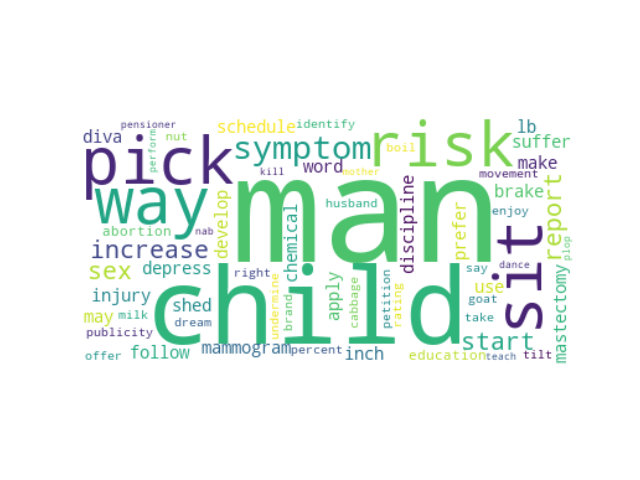 pensioner
diva
perform
nut
schedule
identify
lb
pick
symptom
boil
risk
suffer
word
kill
mother
movement
make
way
man
husband
discipline
prefer
brake
report
abortion
nab
develop
chemical
enjoy
sit
plop
increase
sex
depress
right
undermine
brand
apply
cabbage
petition
rating
say
dance
goat
use
mastectomy
injury
shed
child
take
may
milk
dream
publicity
start
offer
follow
mammogram
percent
inch
education
teach
tilt